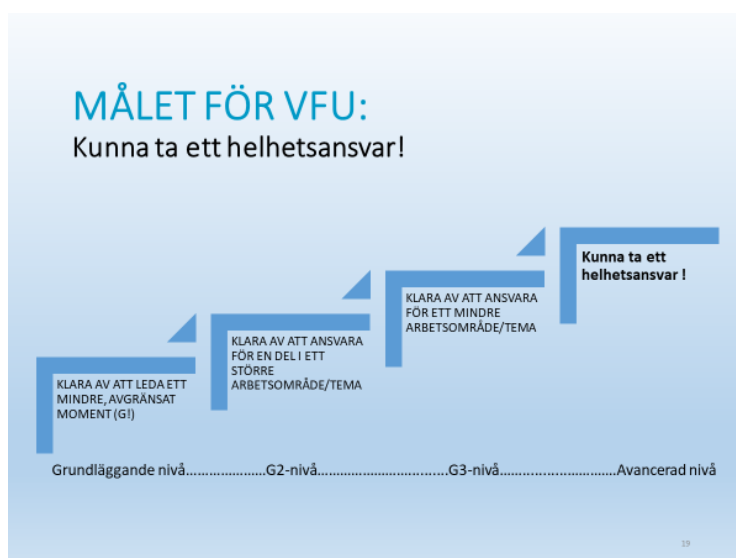 MÅLET FÖR VFU:
Kunna ta ett helhetsansvar!
KLARA AV ATT LEDA ETT
MINDRE, AVGRÄNSAT
MOMENT (G!)
KLARA AV ATT ANSVARA
FÖR EN DEL I ETT
STÖRRE
ARBETSOMRÅDE/TEMA
KLARA AV ATT ANSVARA
FÖR ETT MINDRE
ARBETSOMRÅDE/TEMA
Kunna ta ett
helhetsansvar !
Grundläggande nivå.....................G2-nivå..................................G3-nivå..............................Avancerad nivå
19